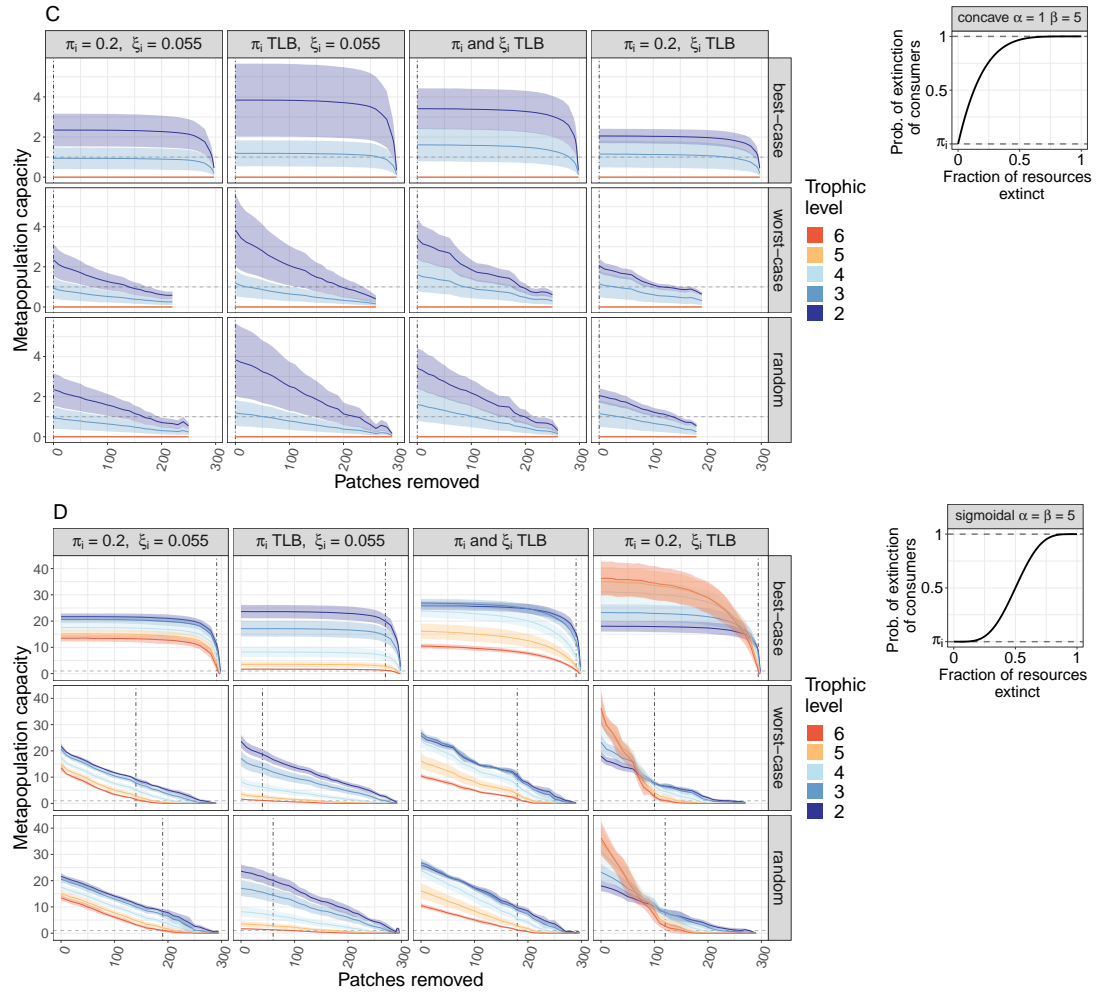 C
πi = 0.2, ξi = 0.055
πi TLB, ξi = 0.055
πi and ξi TLB
πi = 0.2, ξi TLB
Metapopulation capacity
4
2
0
best−case
4
2
0
worst−case
4
2
0
random
0
100
200
300
0
100
200
300
0
100
200
300
0
100
200
300
Patches removed
Trophic
level
6
5
4
3
2
concave α = 1 β = 5
Prob. of extinction
of consumers
1
0.5
πi
0
0.5
1
Fraction of resources
extinct
D
πi = 0.2, ξi = 0.055
πi TLB, ξi = 0.055
πi and ξi TLB
πi = 0.2, ξi TLB
Metapopulation capacity
40
30
20
10
0
best−case
40
30
20
10
0
worst−case
40
30
20
10
0
random
0
100
200
300
0
100
200
300
0
100
200
300
0
100
200
300
Patches removed
Trophic
level
6
5
4
3
2
sigmoidal α = β = 5
Prob. of extinction
of consumers
1
0.5
πi
0
0.5
1
Fraction of resources
extinct